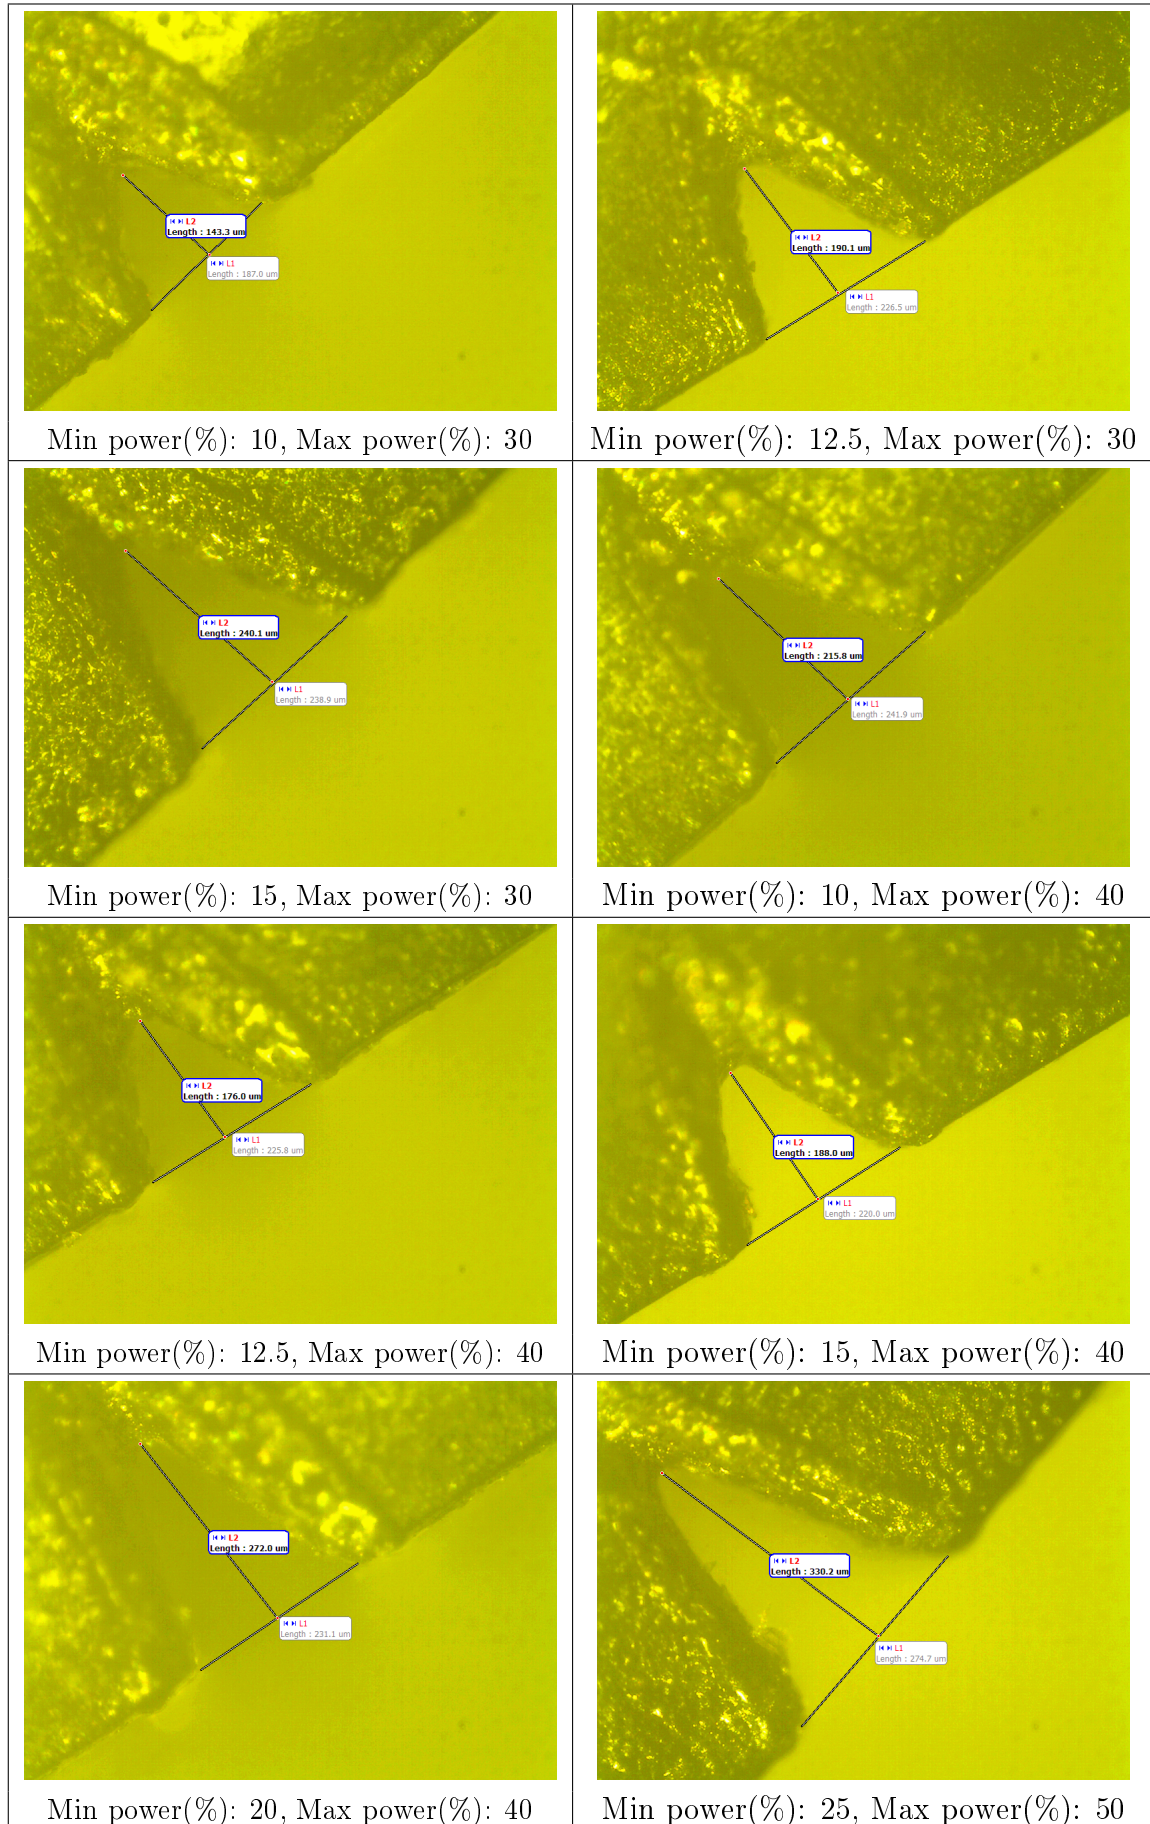 L2
Length : 143.3 um
L1
Length : 187.0 um
L2
Length : 190.1 um
L1
Length : 226.5 um
Min power(%): 10, Max power(%): 30
Min power(%): 12.5, Max power(%): 30
L2
Length : 240.1 um
L1
Length : 238.9 um
L2
Length : 215.8 um
L1
Length : 241.9 um
Min power(%): 15, Max power(%): 30
Min power(%): 10, Max power(%): 40
L2
Length : 176.0 um
L1
Length : 225.8 um
L2
Length : 188.0 um
L1
Length : 220.0 um
Min power(%): 12.5, Max power(%): 40
Min power(%): 15, Max power(%): 40
L2
Length : 272.0 um
L1
Length : 231.1 um
L2
Length : 330.2 um
L1
Length : 274.7 um
Min power(%): 20, Max power(%): 40
Min power(%): 25, Max power(%): 50